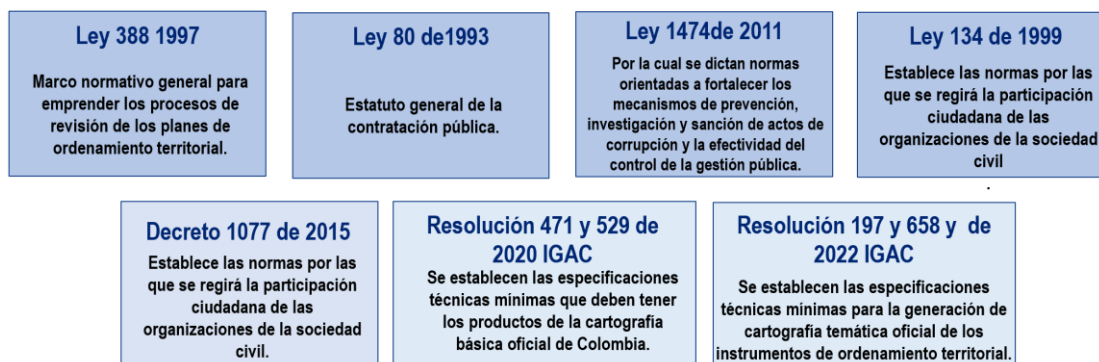 Ley 388 1997
Marco normativo general para
emprender los procesos de
revisión de los planes de
ordenamiento territorial.
Ley 80 de1993
Estatuto general de la
contratación pública.
Ley 1474de 2011
Por la cual se dictan normas
orientadas a fortalecer los
mecanismos de prevención,
investigación y sanción de actos de
corrupción y la efectividad del
control de la gestión pública.
Ley 134 de 1999
Establece las normas por las
que se regirá la participación
ciudadana de las
organizaciones de la sociedad
civil
.
Decreto 1077 de 2015
Establece las normas por las
que se regirá la participación
ciudadana de las
organizaciones de la sociedad
civil.
Resolución 471 y 529 de
2020 IGAC
Se establecen las especificaciones
técnicas mínimas que deben tener
los productos de la cartografía
básica oficial de Colombia.
Resolución 197 y 658 y de
2022 IGAC
Se establecen las especificaciones
técnicas mínimas para la generación de
cartografía temática oficial de los
instrumentos de ordenamiento territorial.